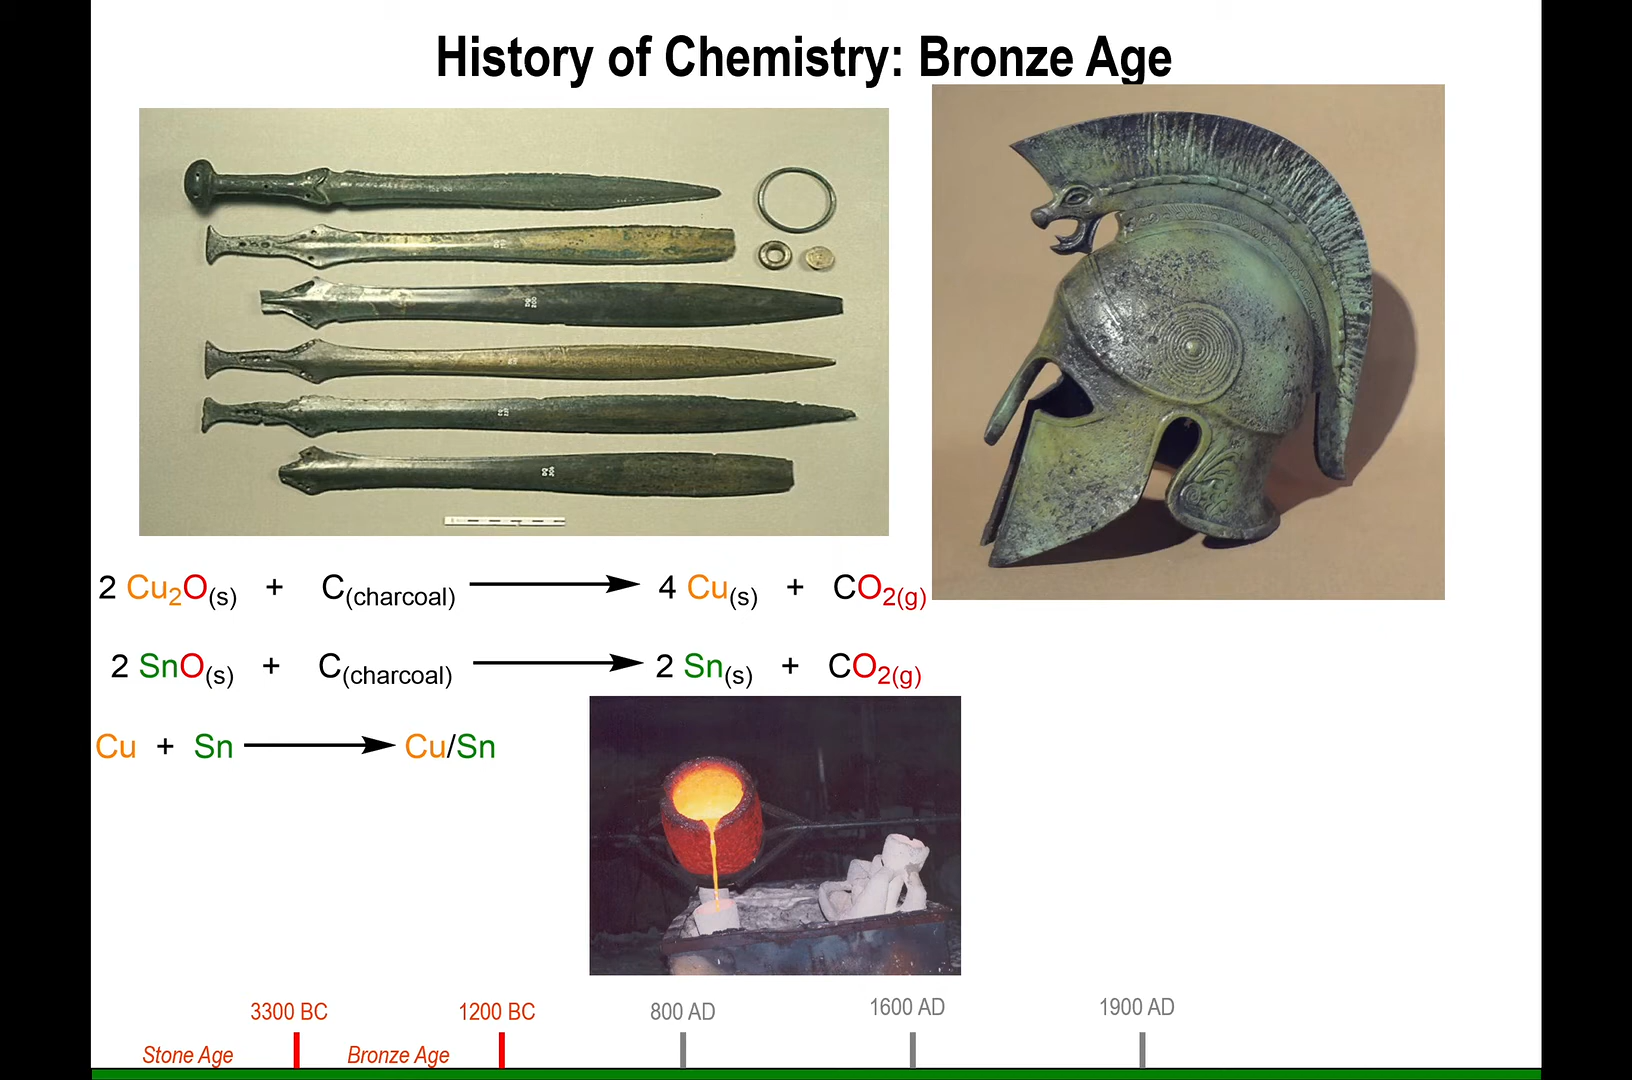 History of Chemistry: Bronze Age
2 Cu₂O(s) + C(charcoal) ⟶ 4 Cu(s) + CO₂(g)
2 SnO(s) + C(charcoal) ⟶ 2 Sn(s) + CO₂(g)
Cu + Sn ⟶ Cu/Sn
3300 BC 1200 BC 800 AD 1600 AD 1900 AD
Stone Age Bronze Age